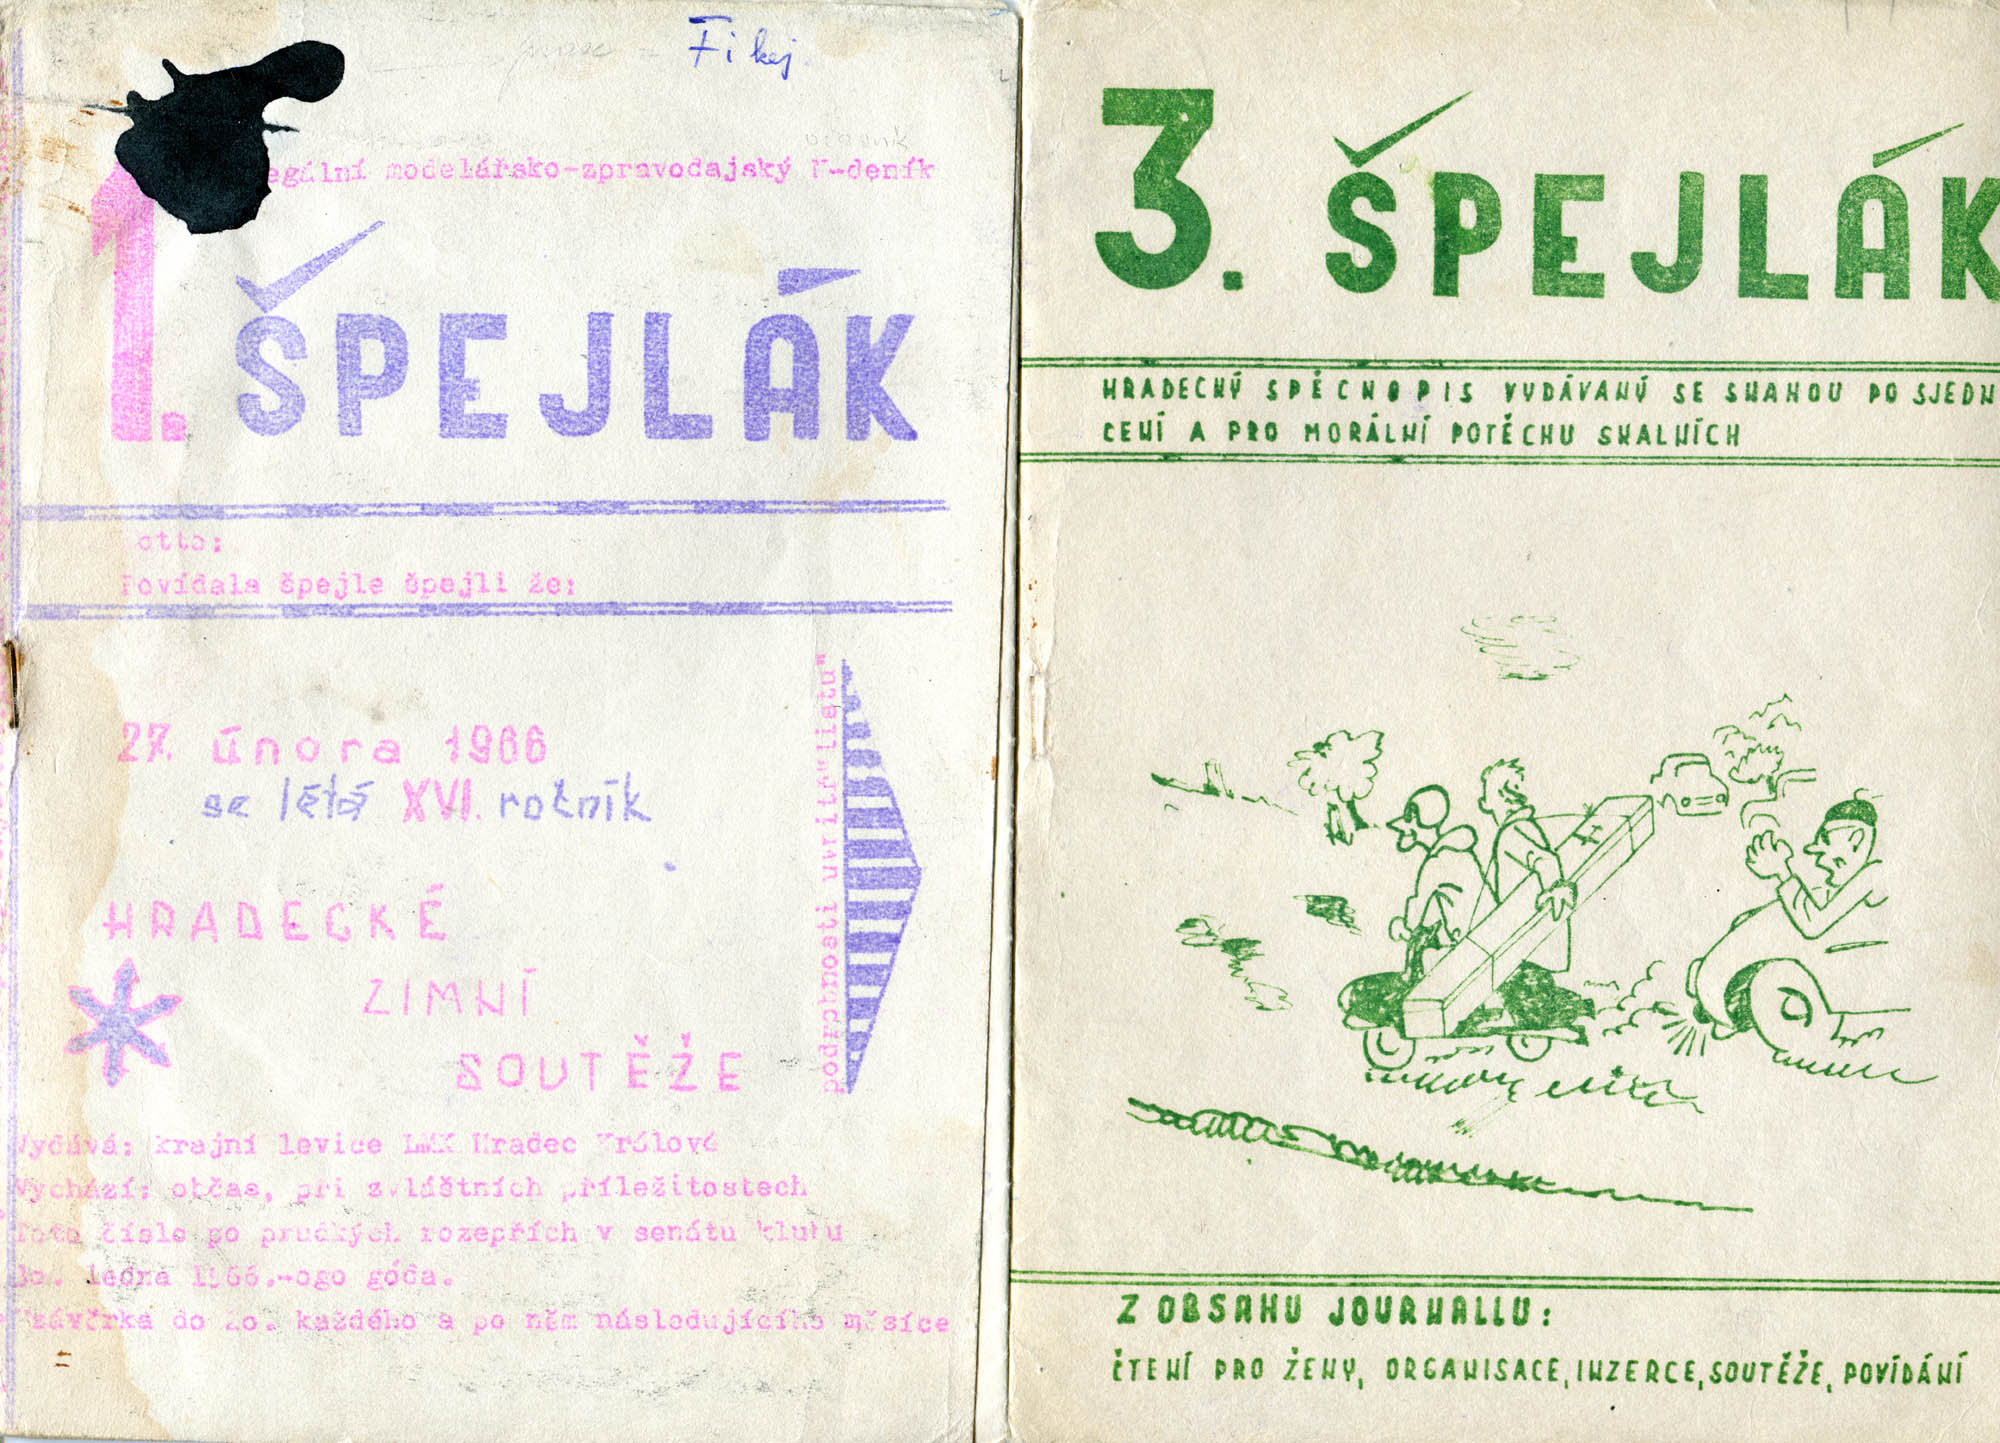 Fikej
egální modelářsko-zpravodajský N-deník
1. ŠPEJLÁK
otto:
Povídala špejle špejli že:
27. února 1966
se létá XVI. ročník
HRADECKÉ
ZIMNÍ
SOUTĚŽE
podrobnosti uvnitř "listu"
Vydává: krajní levice LMK Hradec Králové
Vychází: občas, při zvláštních příležitostech
Toto číslo po prudkých rozepřích v senátu klubu
ledna 1966.-ogo góda.
Uzávěrka do 20. každého a po něm následujícího měsíce
3. ŠPEJLÁK
HRADECKÝ SPÉCNOPIS VYDÁVANÝ SE SNAHOU PO SJEDN
CENÍ A PRO MORÁLNÍ POTĚCHU SKALNÍCH
Z OBSAHU JOURNALLU:
ČTENÍ PRO ŽENY, ORGANISACE, INZERCE, SOUTĚŽE, POVÍDÁNÍ